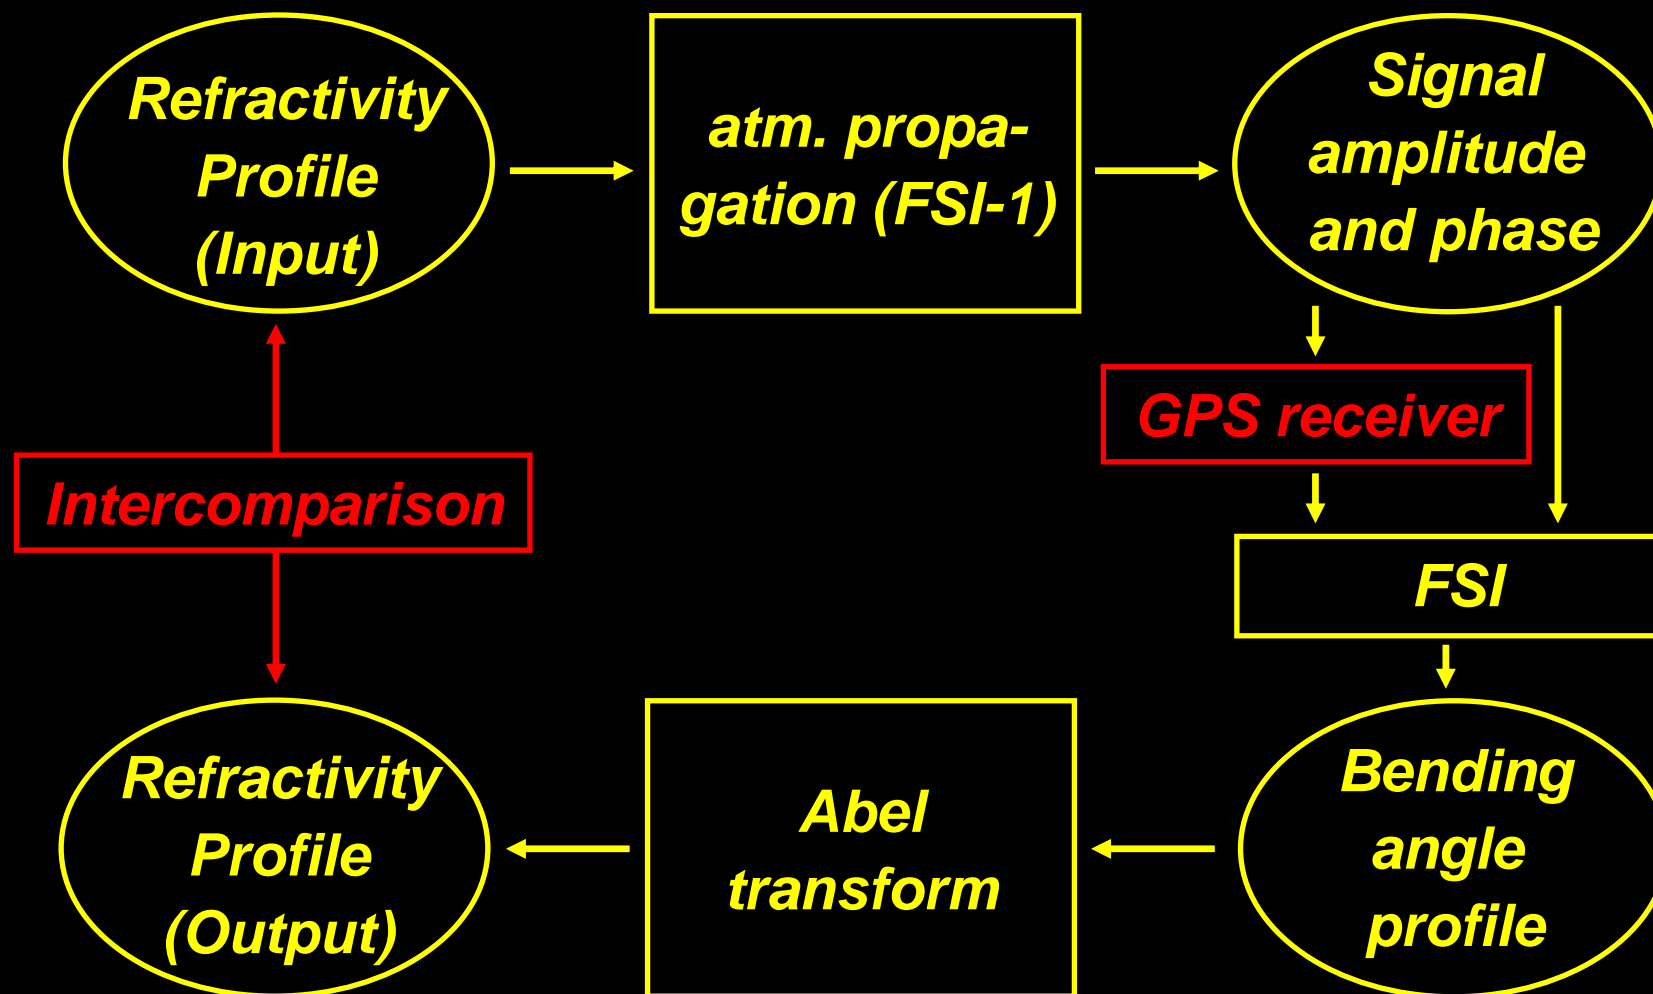 Refractivity
Profile
(Input)
atm. propa-
gation (FSI-1)
Signal
amplitude
and phase
GPS receiver
Intercomparison
FSI
Refractivity
Profile
(Output)
Abel
transform
Bending
angle
profile